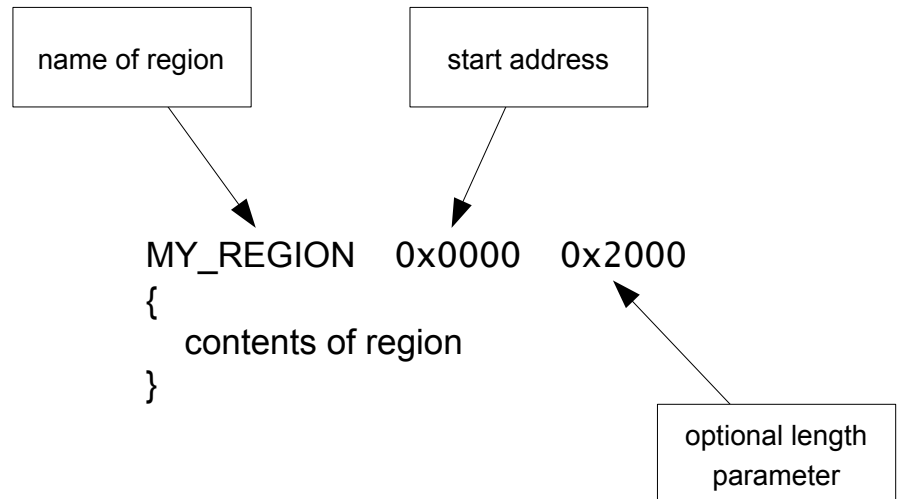 name of region
start address
MY_REGION 0x0000 0x2000
{
contents of region
}
optional length
parameter